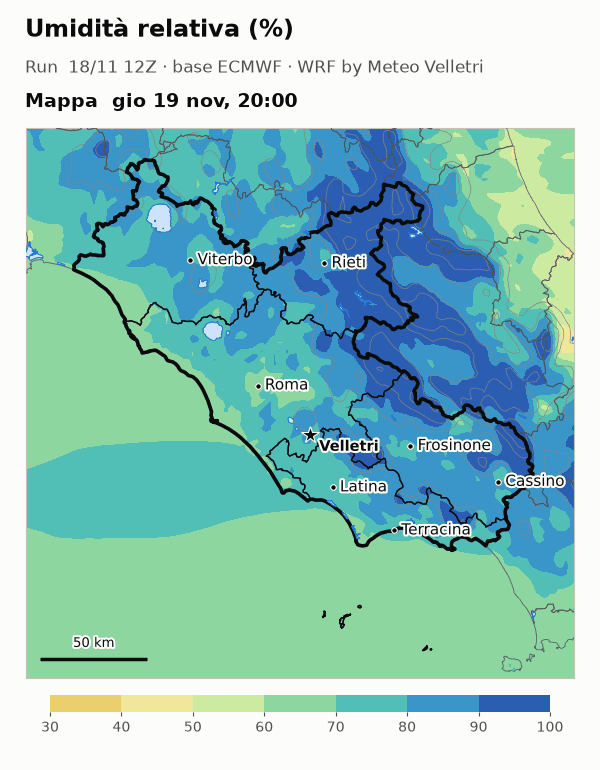 Umidità relativa (%)
Run  18/11 12Z · base ECMWF · WRF by Meteo Velletri
Mappa  gio 19 nov, 20:00
Viterbo
Rieti
Roma
Velletri
Frosinone
Cassino
Latina
Terracina
50 km
30 40 50 60 70 80 90 100